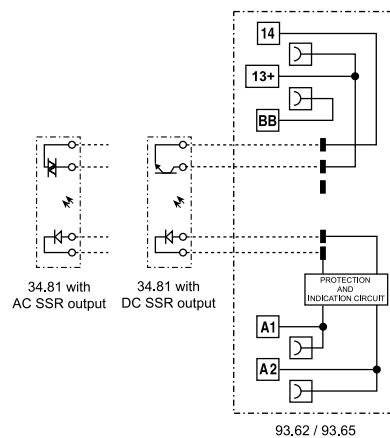 14
13+
BB
34.81 with
AC SSR output
34.81 with
DC SSR output
PROTECTION
AND
INDICATION CIRCUIT
A1
A2
93.62 / 93.65